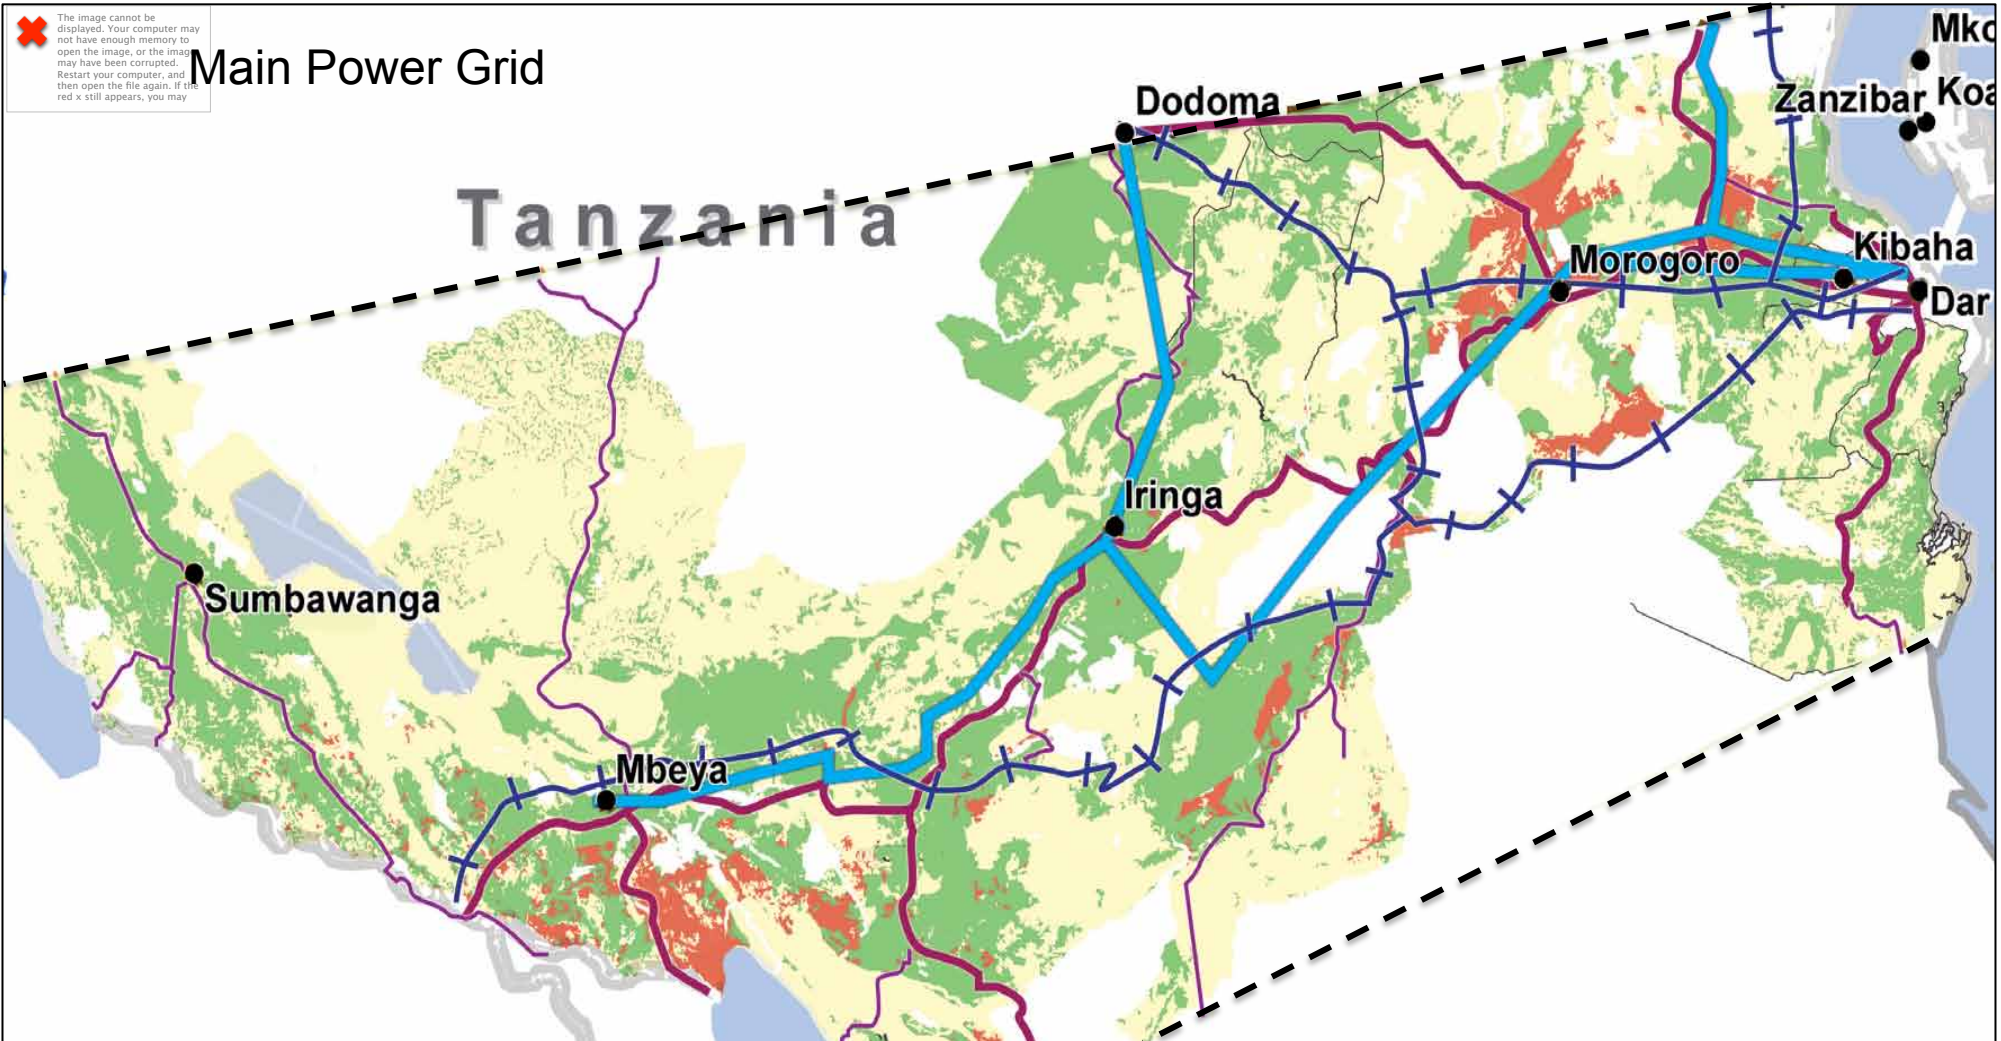 The image cannot be
displayed. Your computer may
not have enough memory to
open the image, or the image
may have been corrupted.
Restart your computer, and
then open the file again. If the
red x still appears, you may
Main Power Grid
Mko
Dodoma
Zanzibar
Koa
Tanzania
Kibaha
Morogoro
Dar
Iringa
Sumbawanga
Mbeya